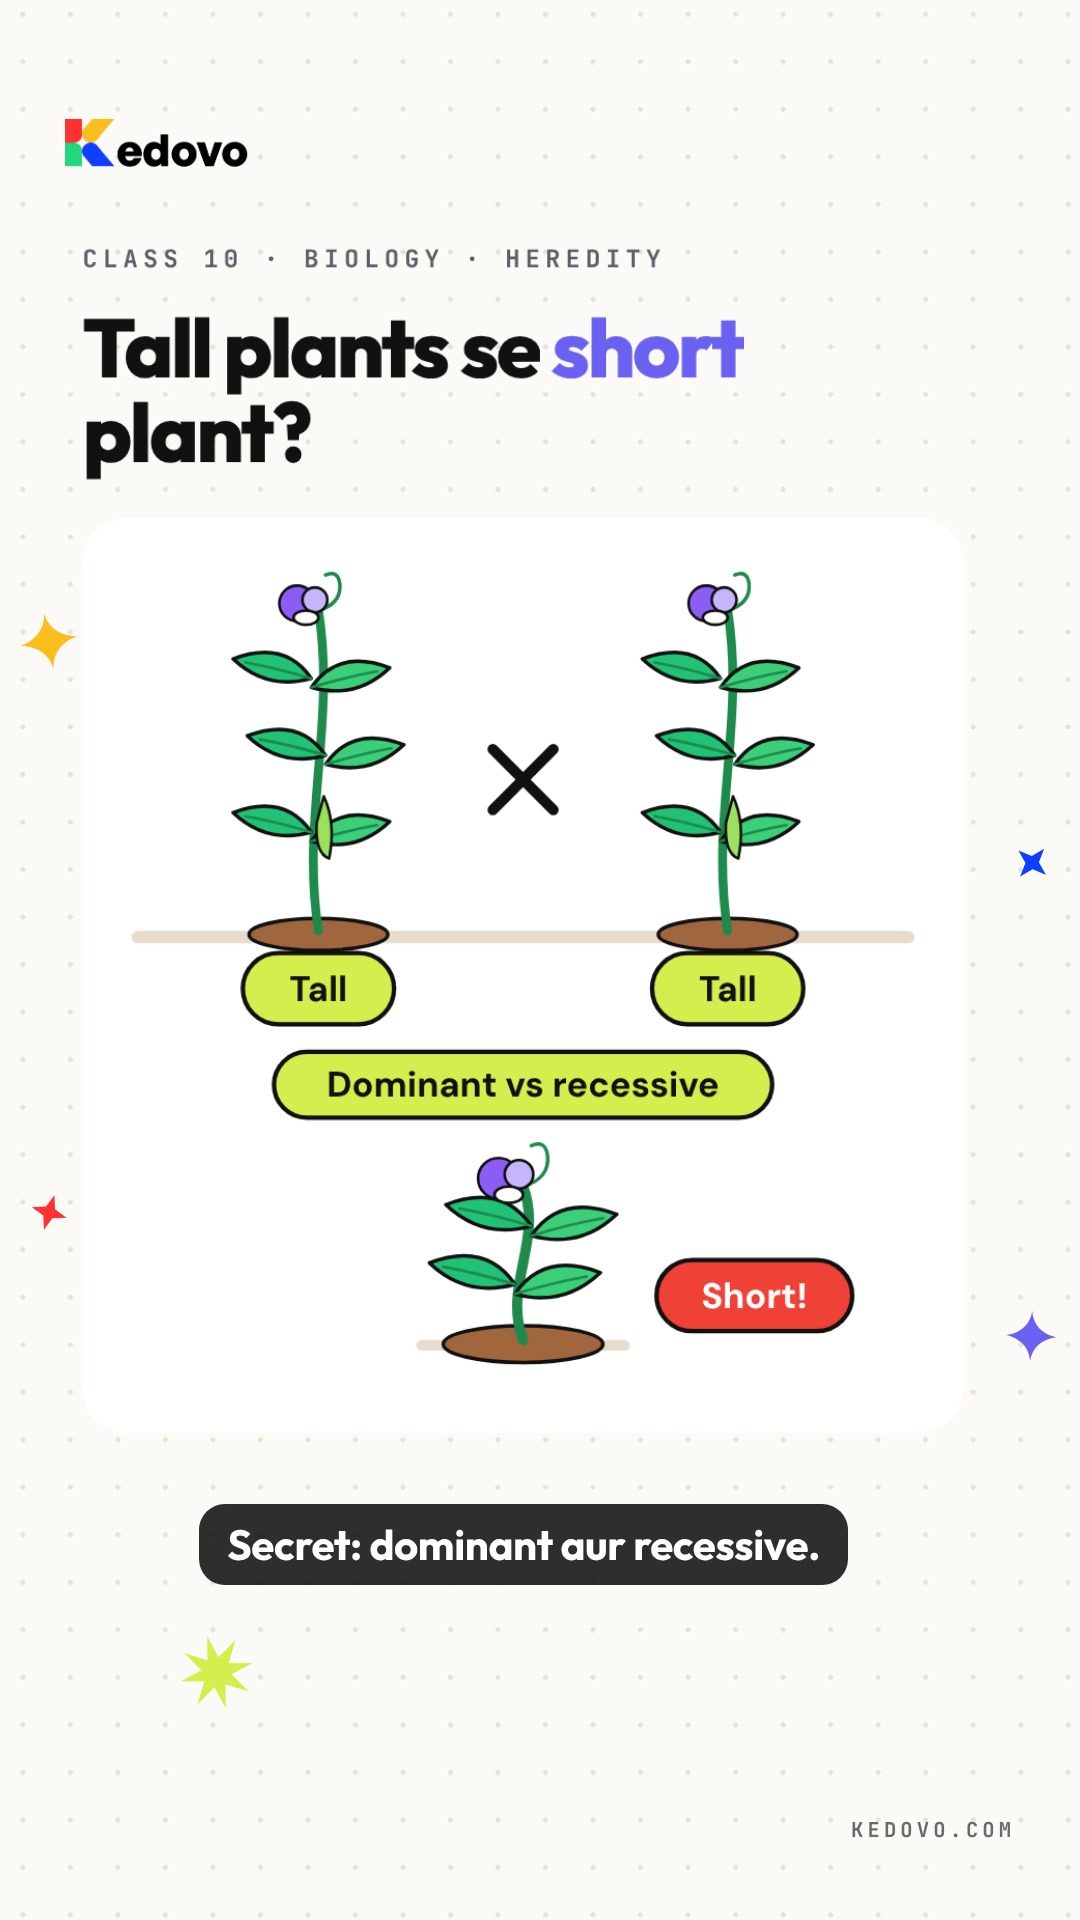 Kedovo
CLASS 10 · BIOLOGY · HEREDITY
Tall plants se short
plant?
Tall
Tall
Dominant vs recessive
Short!
Secret: dominant aur recessive.
KEDOVO.COM